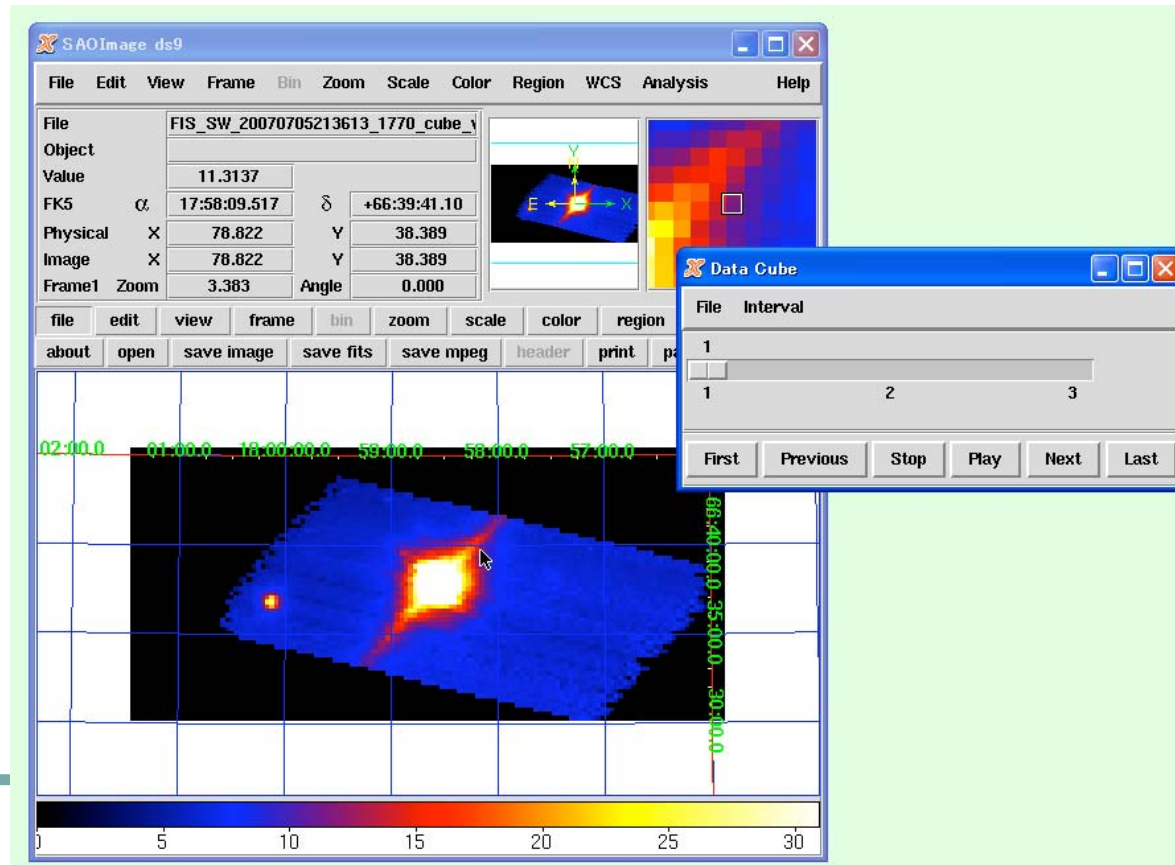 SAOImage ds9
File Edit View Frame Bin Zoom Scale Color Region WCS Analysis Help
File FIS_SW_20070705213613_1770_cube_
Object
Value 11.3137
FK5 α 17:58:09.517 δ +66:39:41.10
Physical X 78.822 Y 38.389
Image X 78.822 Y 38.389
Frame1 Zoom 3.383 Angle 0.000
Y
N
E X
file edit view frame bin zoom scale color region
about open save image save fits save mpeg header print
Data Cube
File Interval
1
1 2 3
First Previous Stop Play Next Last
02:00.0 01:00.0 18:00:00.0 59:00.0 58:00.0 57:00.0
66:40:00.0 35:00.0 30:00.0
5 10 15 20 25 30